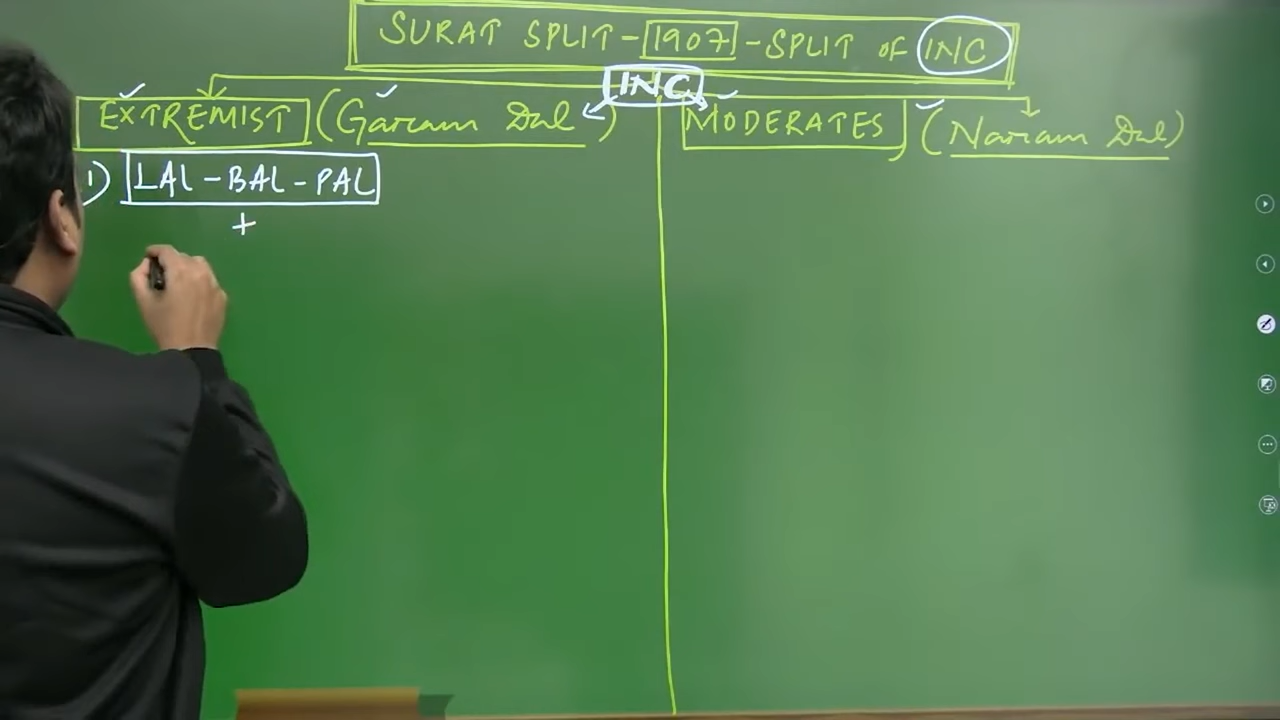 SURAT SPLIT-1907-SPLIT OF INC
INC
EXTREMIST (Garam Dal)
MODERATES (Naram Dal)
1) LAL-BAL-PAL
+